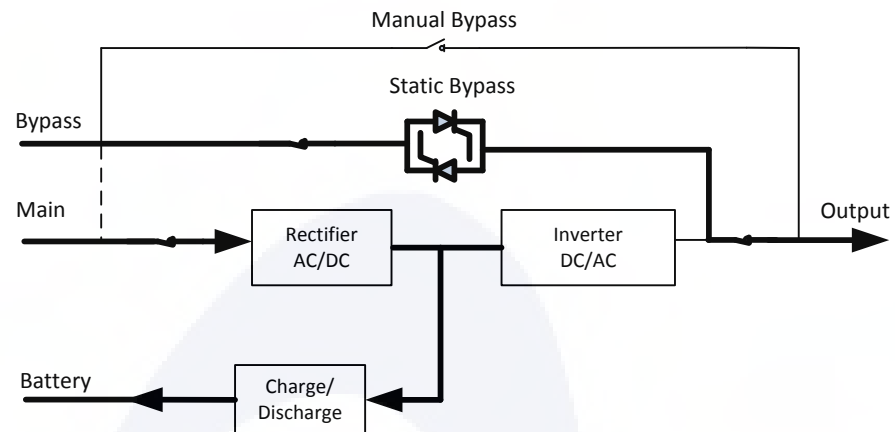 Manual Bypass
Static Bypass
Bypass
Main
Rectifier
AC/DC
Inverter
DC/AC
Output
Battery
Charge/
Discharge